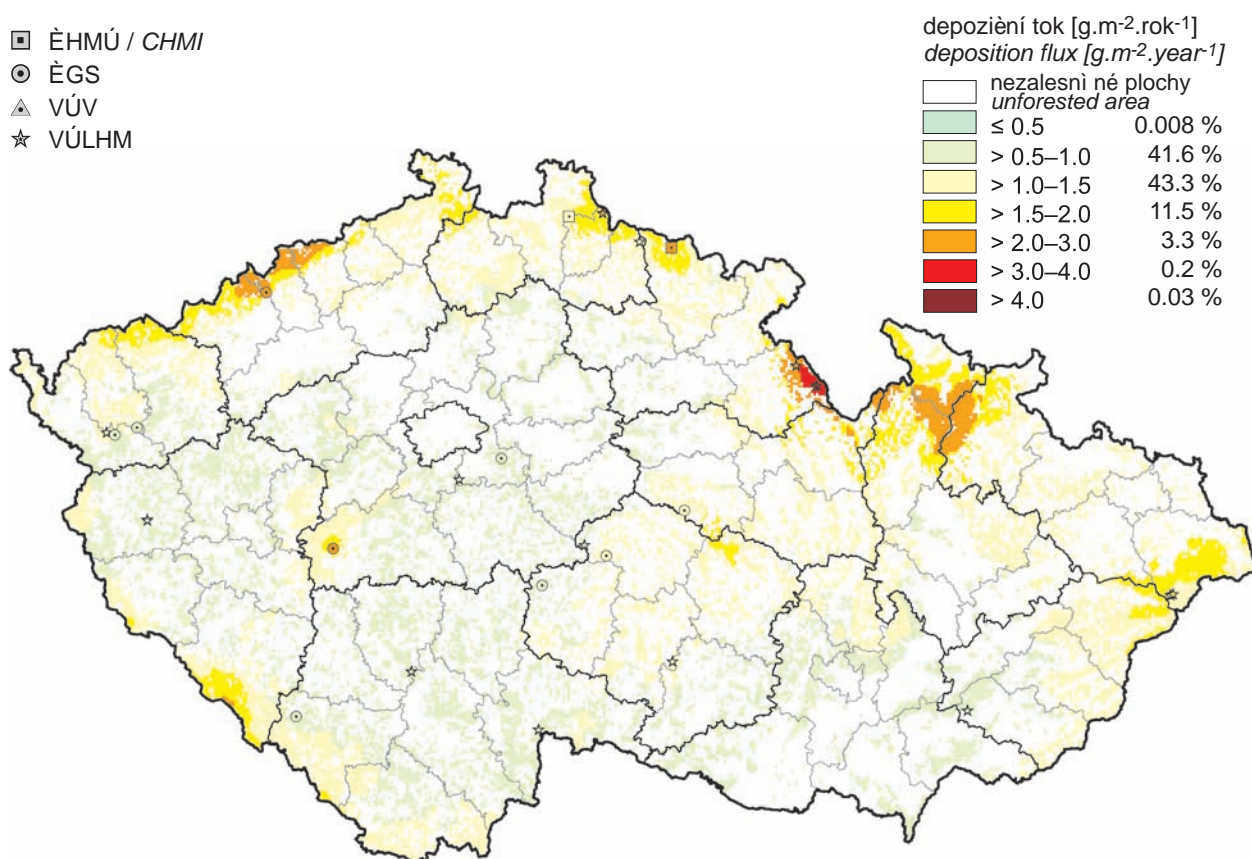 ÈHMÚ / CHMI
ÈGS
VÚV
VÚLHM
depozièní tok [g.m-2.rok-1]
deposition flux [g.m-2.year-1]
nezalesnì né plochy
unforested area
≤ 0.5 0.008 %
> 0.5–1.0 41.6 %
> 1.0–1.5 43.3 %
> 1.5–2.0 11.5 %
> 2.0–3.0 3.3 %
> 3.0–4.0 0.2 %
> 4.0 0.03 %